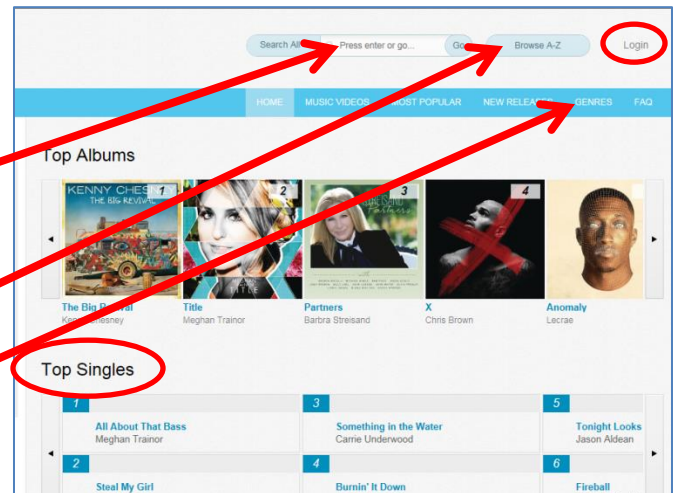 Search All Press enter or go... Go Browse A-Z Login
HOME MUSIC VIDEOS MOST POPULAR NEW RELEASES GENRES FAQ
Top Albums
KENNY CHESNEY
THE BIG REVIVAL
1 2 3 4
Partners
TITLE
The Big Revival Title Partners X Anomaly
Kenny Chesney Meghan Trainor Barbra Streisand Chris Brown Lecrae
Top Singles
1 3 5
All About That Bass Something in the Water Tonight Looks
Meghan Trainor Carrie Underwood Jason Aldean
2 4 6
Steal My Girl Burnin' It Down Fireball